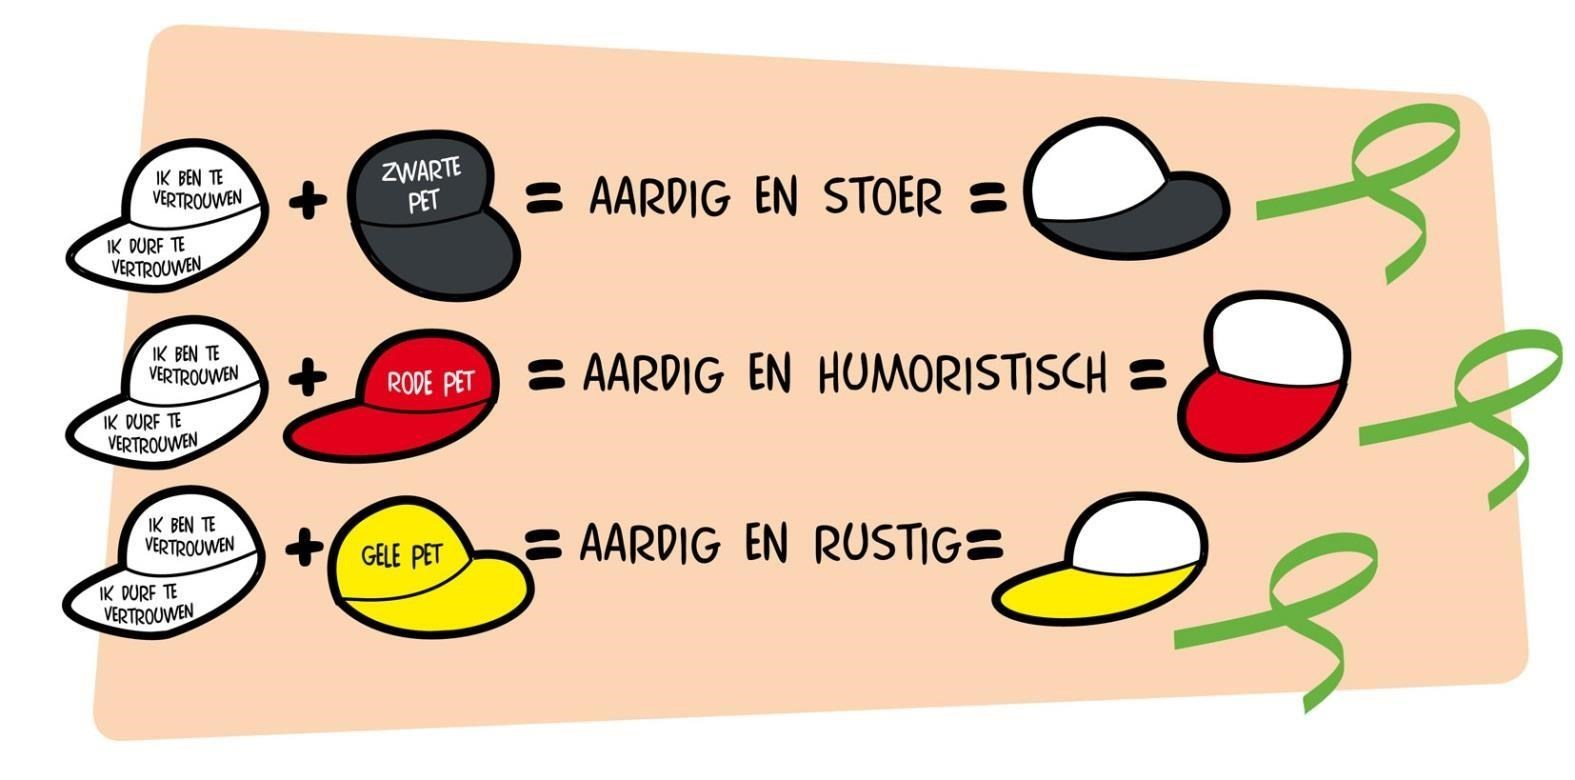 IK BEN TE
VERTROUWEN
IK DURF TE
VERTROUWEN
+
ZWARTE
PET
= AARDIG EN STOER =
IK BEN TE
VERTROUWEN
IK DURF TE
VERTROUWEN
+
RODE PET
= AARDIG EN HUMORISTISCH =
IK BEN TE
VERTROUWEN
IK DURF TE
VERTROUWEN
+
GELE PET
= AARDIG EN RUSTIG=